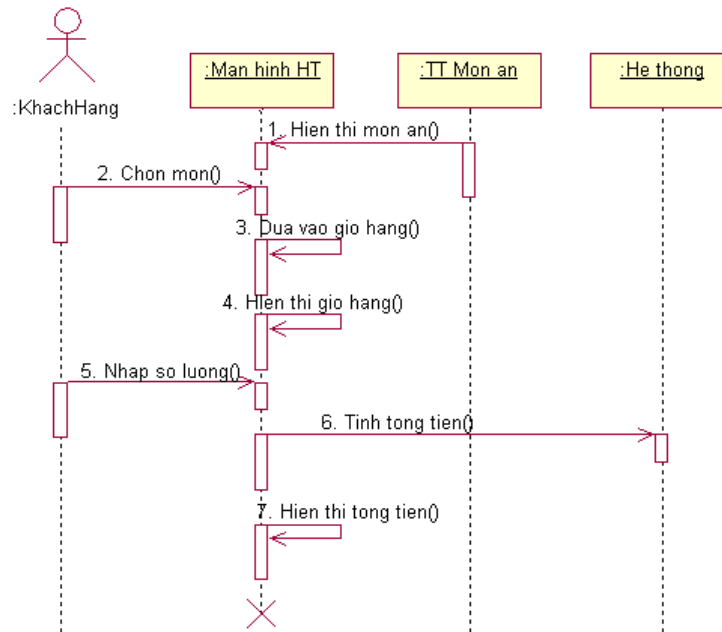 :KhachHang
:Man hinh HT
:TT Mon an
:He thong
1. Hien thi mon an()
2. Chon mon()
3. Dua vao gio hang()
4. Hien thi gio hang()
5. Nhap so luong()
6. Tinh tong tien()
7. Hien thi tong tien()